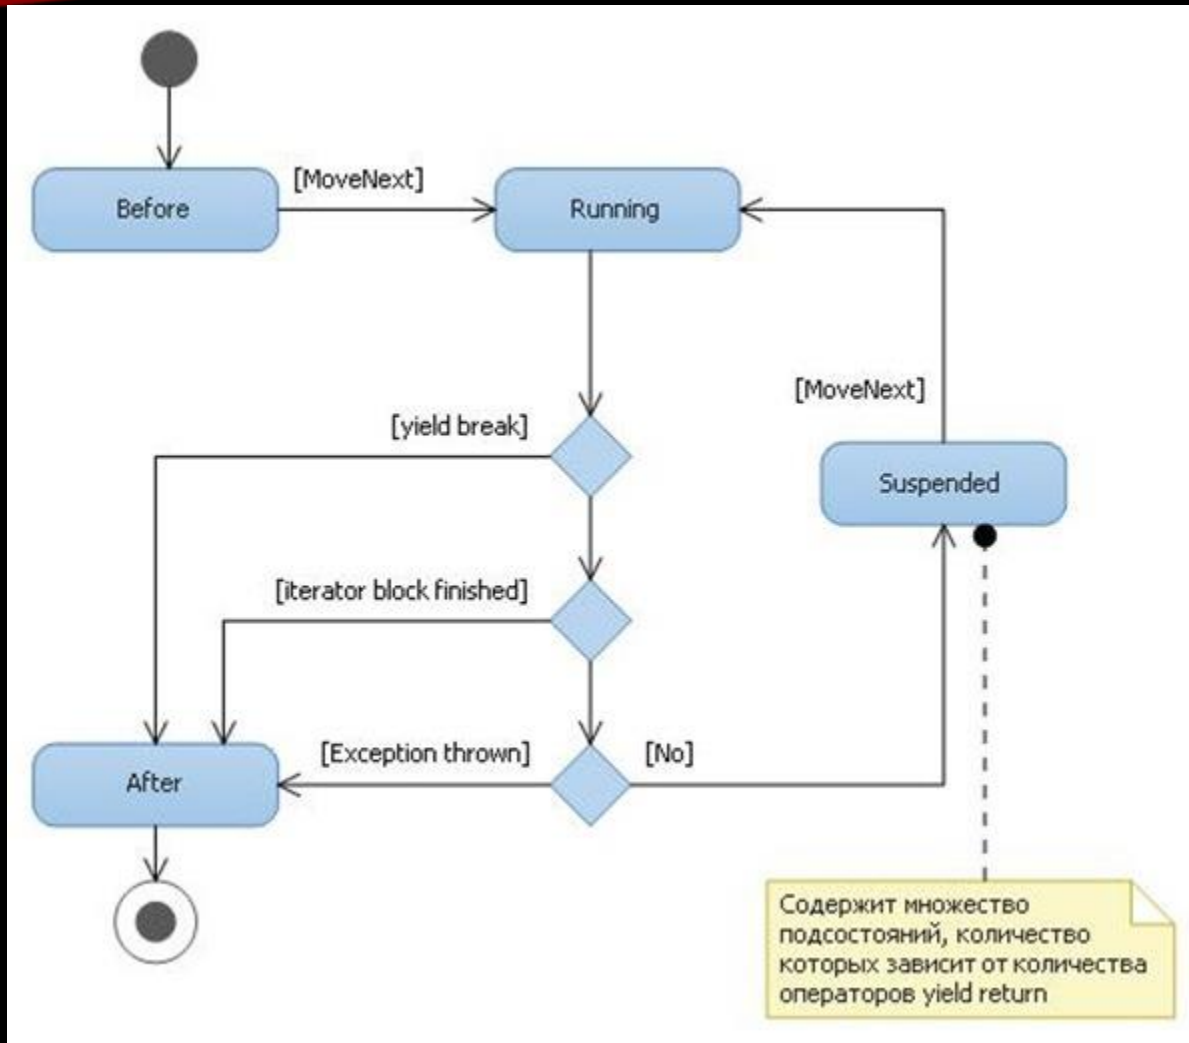 [MoveNext]
Before
Running
[MoveNext]
[yield break]
Suspended
[iterator block finished]
[Exception thrown]
[No]
After
Содержит множество
подсостояний, количество
которых зависит от количества
операторов yield return